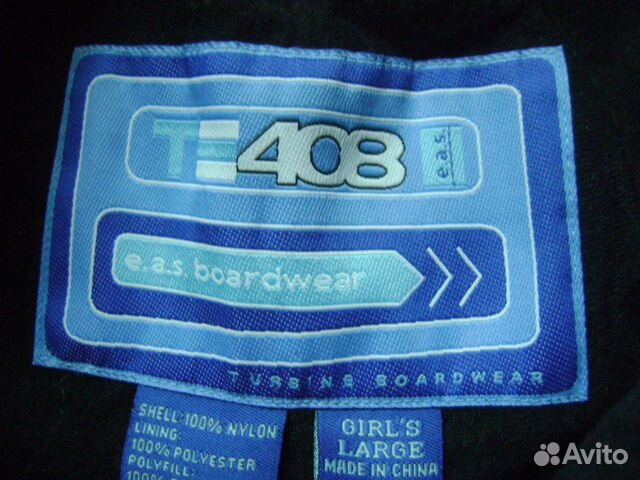 TE408
e.a.s.
e.a.s. boardwear
TURBINE BOARDWEAR
SHELL: 100% NYLON
LINING:
100% POLYESTER
POLYFILL:
GIRL'S
LARGE
MADE IN CHINA
Avito